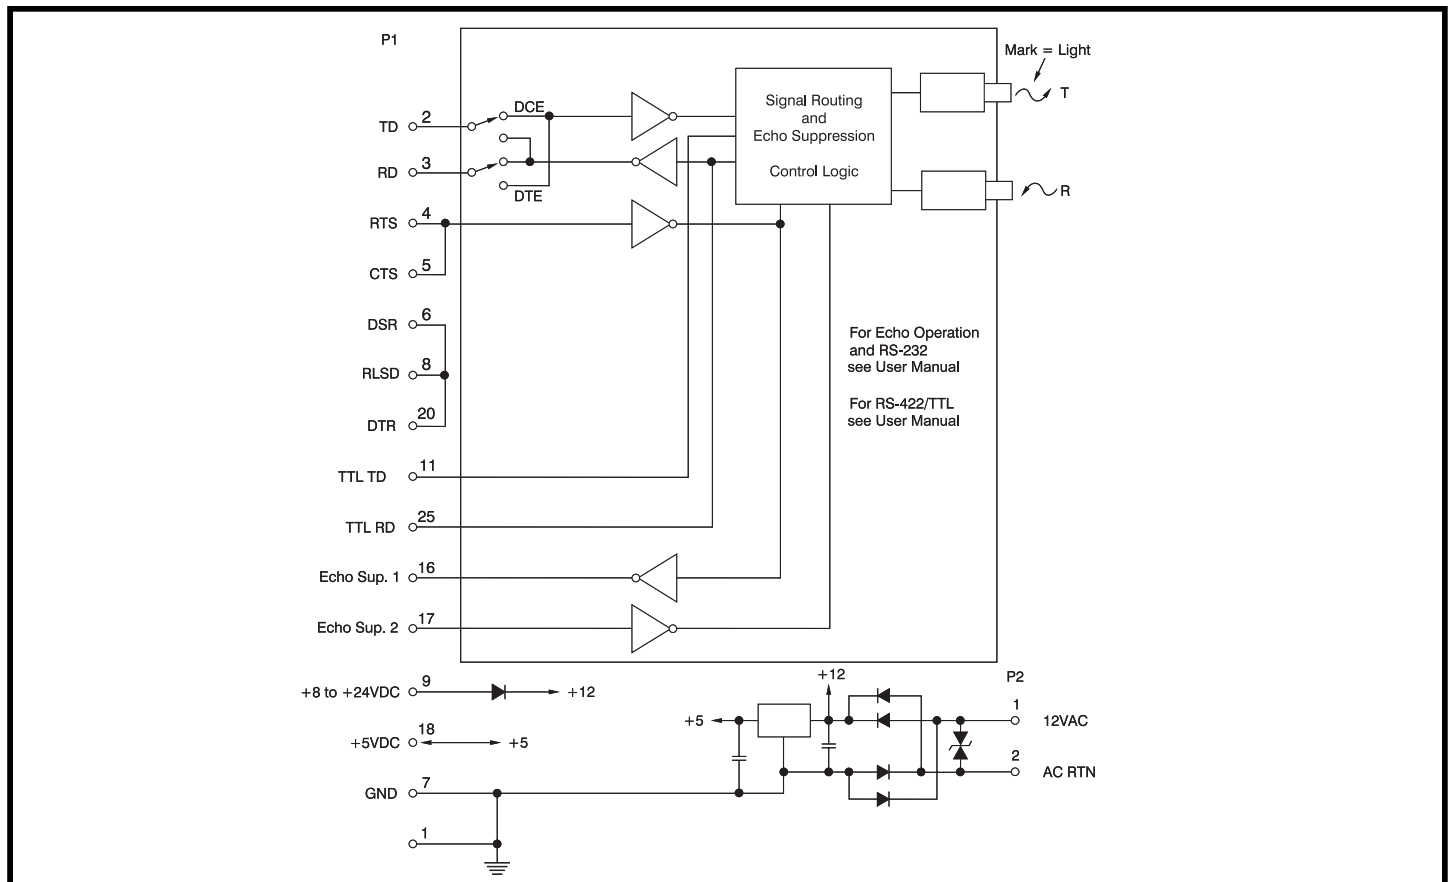 P1
Mark = Light
T
Signal Routing
and
Echo Suppression
Control Logic
DCE
TD 2
RD 3
DTE
R
RTS 4
CTS 5
DSR 6
RLSD 8
DTR 20
For Echo Operation
and RS-232
see User Manual
For RS-422/TTL
see User Manual
TTL TD 11
TTL RD 25
Echo Sup. 1 16
Echo Sup. 2 17
+8 to +24VDC 9
+12
+12
P2
+5VDC 18
+5
+5
1
12VAC
2
AC RTN
GND 7
1